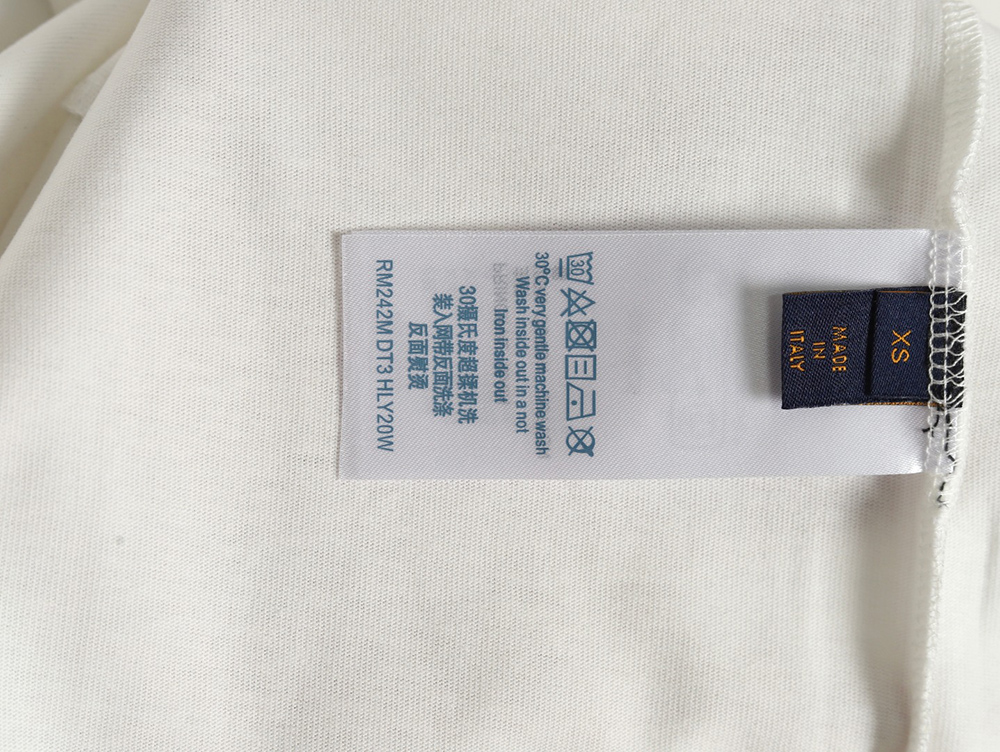 30
30°C very gentle machine wash
Wash inside out in a not
Iron inside out
30摄氏度超揉机洗
装入网带反面洗涤
反面熨烫
RM242M DT3 HLY20W
XS
MADE
IN
ITALY